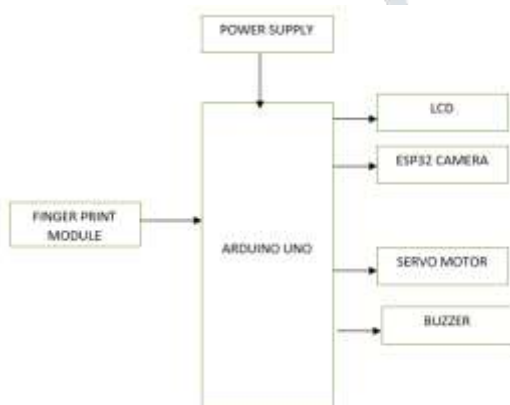 POWER SUPPLY
LCD
ESP32 CAMERA
FINGER PRINT
MODULE
ARDUINO UNO
SERVO MOTOR
BUZZER